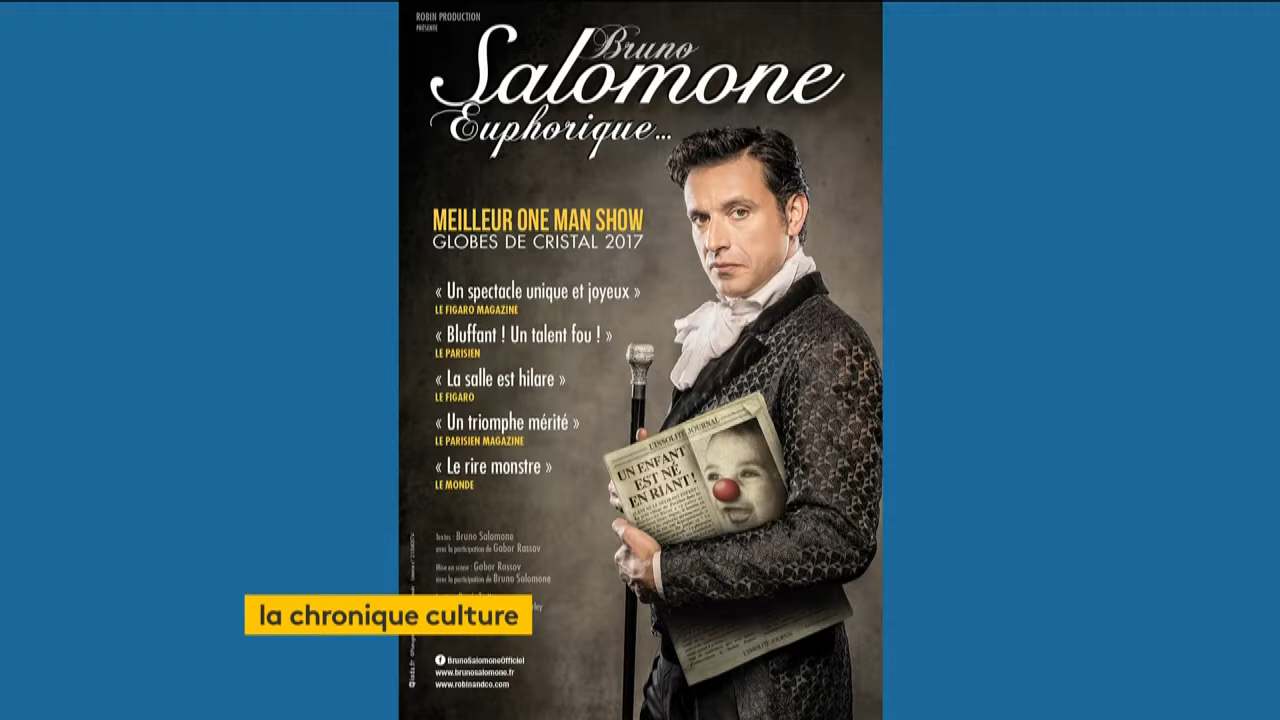 ROBIN PRODUCTION
PRÉSENTE
Bruno
Salomone
Euphorique...
MEILLEUR ONE MAN SHOW
GLOBES DE CRISTAL 2017
« Un spectacle unique et joyeux »
LE FIGARO MAGAZINE
« Bluffant ! Un talent fou ! »
LE PARISIEN
« La salle est hilare »
LE FIGARO
« Un triomphe mérité »
LE PARISIEN MAGAZINE
« Le rire monstre »
LE MONDE
L'INSOLITE JOURNAL
UN ENFANT
EST NÉ
EN RIANT !
Textes : Bruno Salomone
avec la participation de Gabor Rassov
Mise en scène : Gabor Rassov
avec la participation de Bruno Salomone
la chronique culture
BrunoSalomoneOfficiel
www.brunosalomone.fr
www.robinandco.com
L'INSOLITE JOURNAL